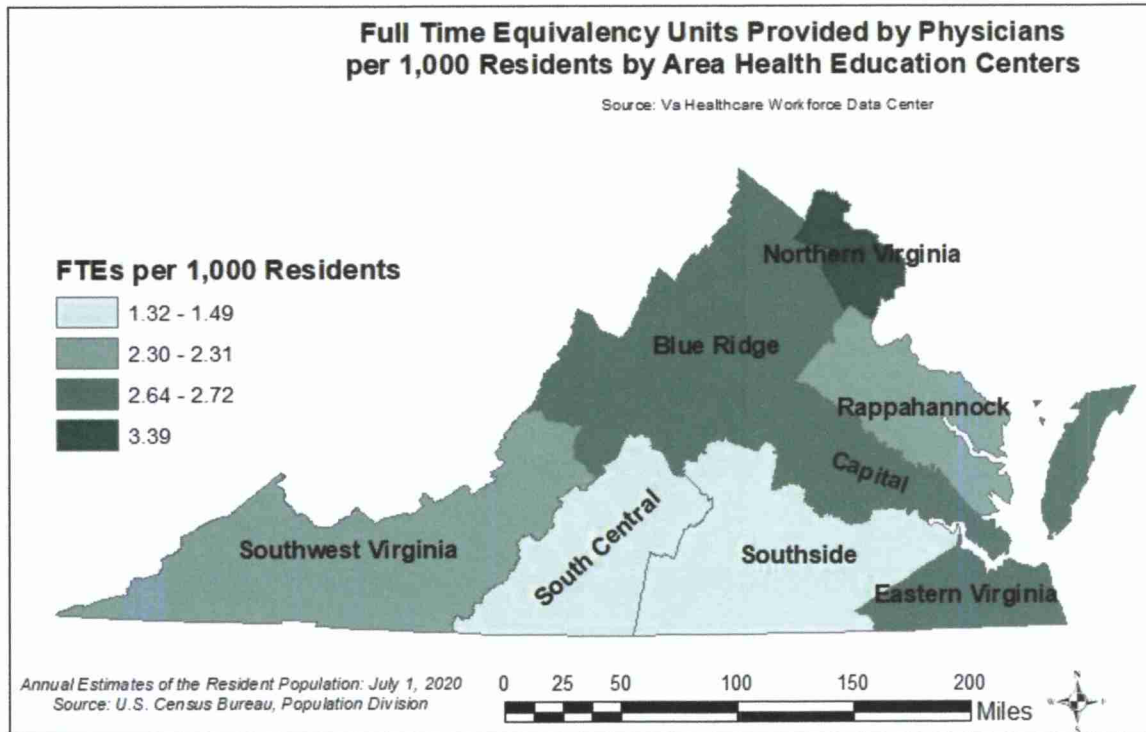 Full Time Equivalency Units Provided by Physicians
per 1,000 Residents by Area Health Education Centers
Source: Va Healthcare Workforce Data Center
FTEs per 1,000 Residents
1.32 - 1.49
2.30 - 2.31
2.64 - 2.72
3.39
Northern Virginia
Blue Ridge
Rappahannock
Capital
Southwest Virginia
South Central
Southside
Eastern Virginia
Annual Estimates of the Resident Population: July 1, 2020
Source: U.S. Census Bureau, Population Division
0 25 50 100 150 200
Miles